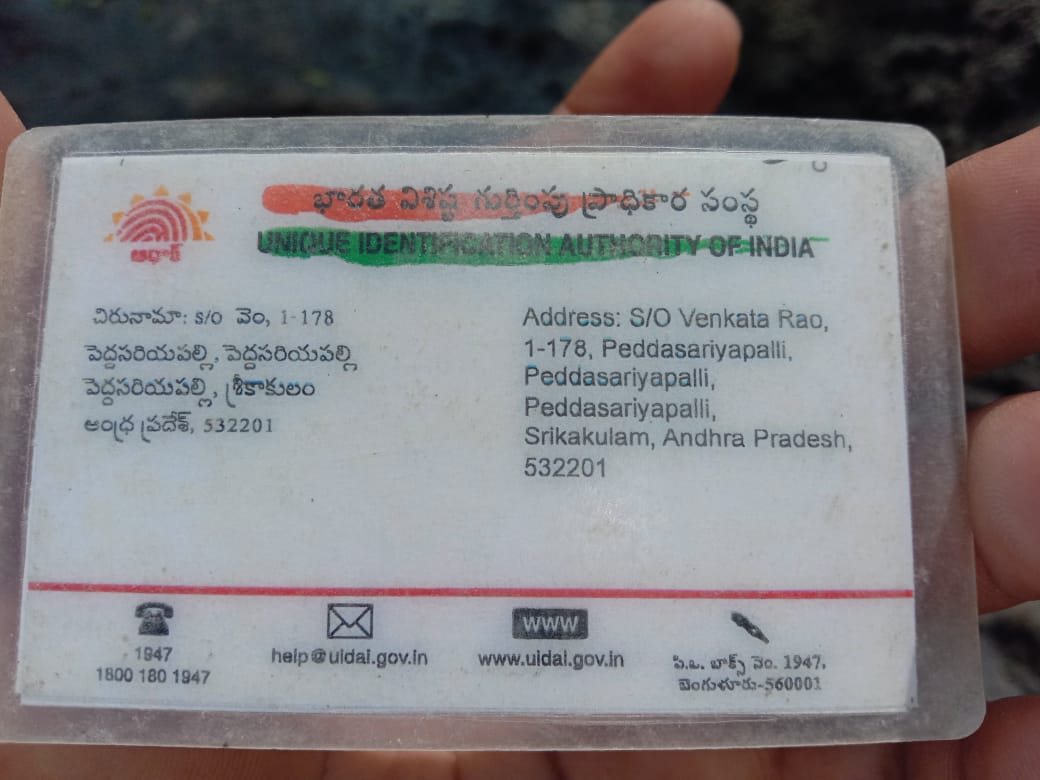 భారత విశిష్ట గుర్తింపు ప్రాధికార సంస్థ
UNIQUE IDENTIFICATION AUTHORITY OF INDIA
ఆధార్
చిరునామా: S/O వెం, 1-178
పెద్దసరియపల్లి, పెద్దసరియపల్లి
పెద్దసరియపల్లి, శ్రీకాకులం
ఆంధ్ర ప్రదేశ్, 532201
Address: S/O Venkata Rao,
1-178, Peddasariyapalli,
Peddasariyapalli,
Peddasariyapalli,
Srikakulam, Andhra Pradesh,
532201
1947
1800 180 1947
help@uidai.gov.in
www
www.uidai.gov.in
పి.ఒ. బాక్స్ నెం. 1947,
బెంగుళూరు-560001